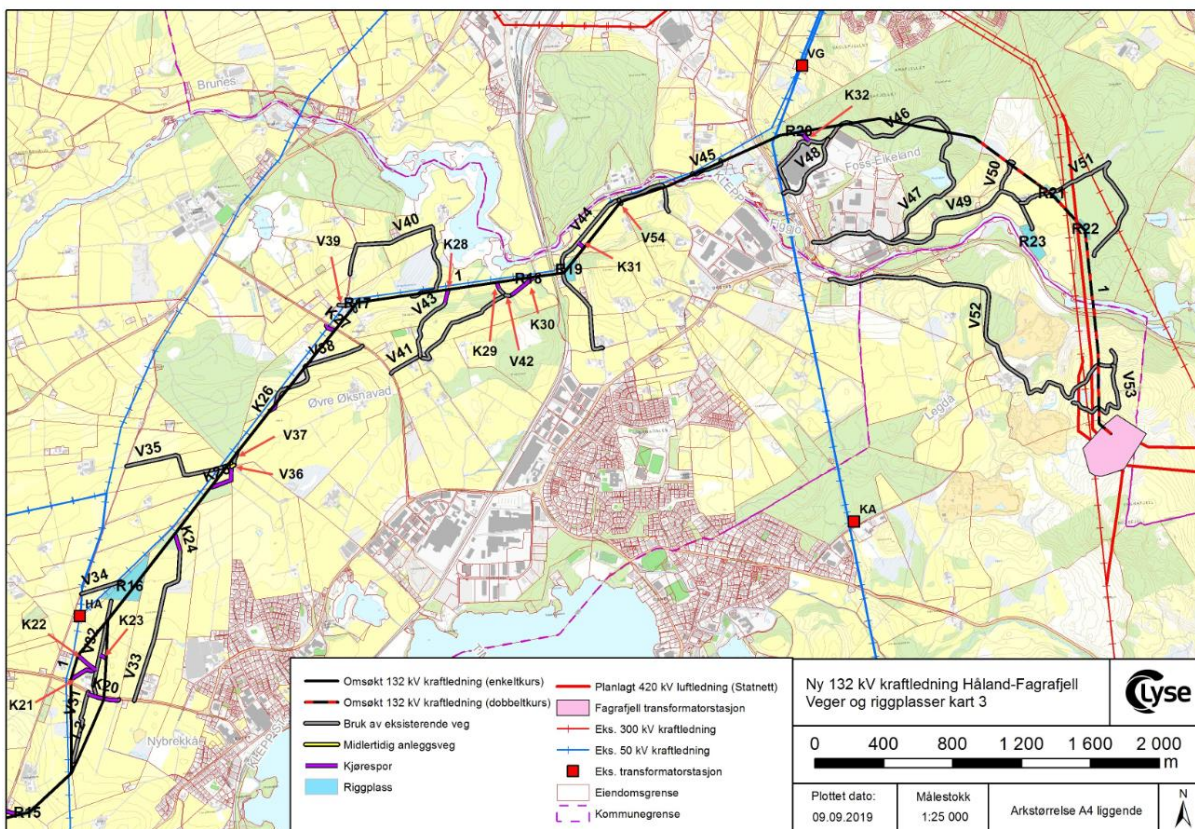 VG
K32
Brunes
V46
R20
V45
V48
Foss-Eikeland
V50
V51
V47
V49
R21
V40
V44
R22
R23
V39
K28
V54
1
R19
K31
R18
R17
V43
1
V52
V38
K30
V41
K29
V42
V53
K26
Øvre Øksnavad
Legda
V37
V35
V36
KA
K24
V34
R16
HA
K22
K23
V32
1
V33
K20
K21
V31
Nybrekka
R15
Omsøkt 132 kV kraftledning (enkeltkurs)
Omsøkt 132 kV kraftledning (dobbeltkurs)
Bruk av eksisterende veg
Midlertidig anleggsveg
Kjørespor
Riggplass
Planlagt 420 kV luftledning (Statnett)
Fagrafjell transformatorstasjon
Eks. 300 kV kraftledning
Eks. 50 kV kraftledning
Eks. transformatorstasjon
Eiendomsgrense
Kommunegrense
Ny 132 kV kraftledning Håland-Fagrafjell
Veger og riggplasser kart 3
Lyse
0 400 800 1 200 1 600 2 000
m
Plottet dato:
09.09.2019
Målestokk
1:25 000
Arkstørrelse A4 liggende
N